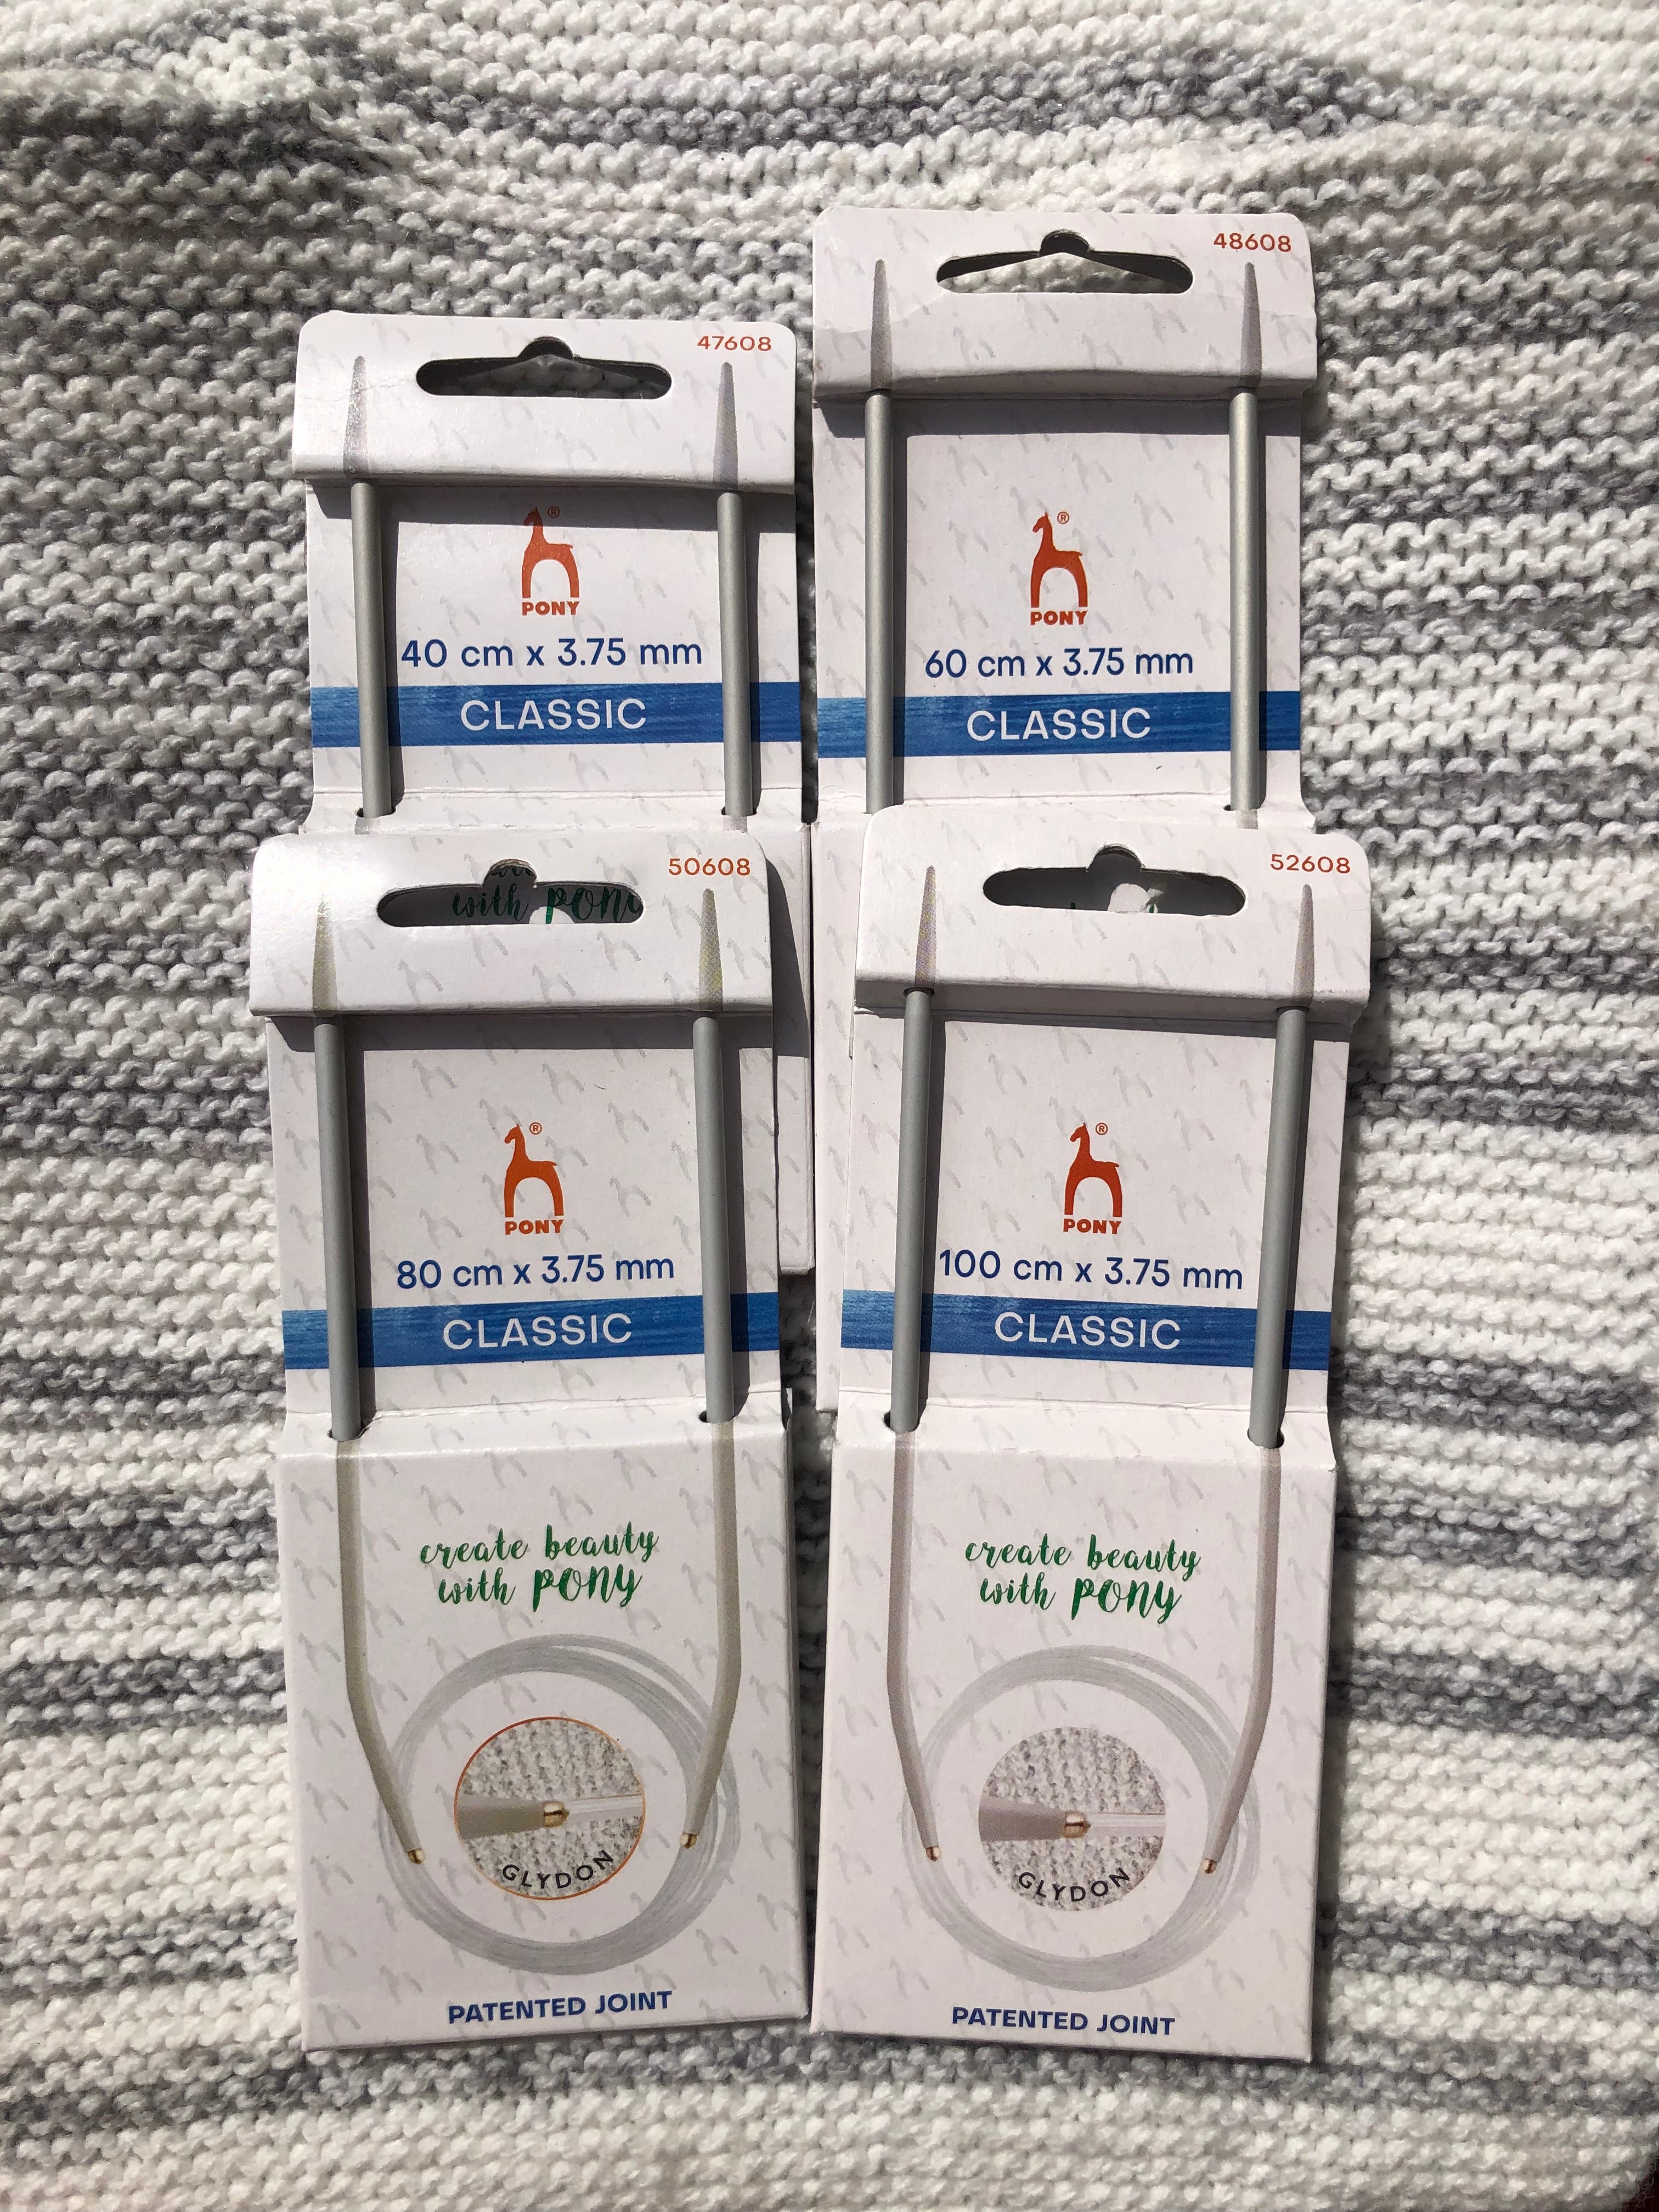 47608
®
PONY
40 cm x 3.75 mm
CLASSIC
48608
®
PONY
60 cm x 3.75 mm
CLASSIC
50608
with PONY
®
PONY
80 cm x 3.75 mm
CLASSIC
create beauty
with PONY
GLYDON
PATENTED JOINT
52608
®
PONY
100 cm x 3.75 mm
CLASSIC
create beauty
with PONY
GLYDON
PATENTED JOINT